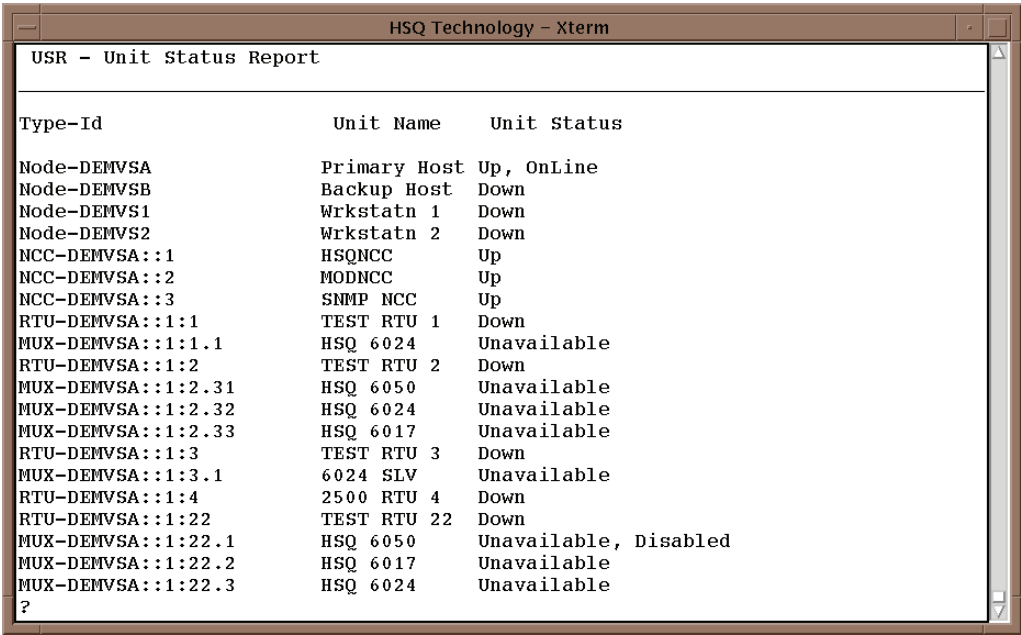 HSQ Technology – Xterm
USR – Unit Status Report
Type-Id Unit Name Unit Status
Node-DEMVSA Primary Host Up, OnLine
Node-DEMVSB Backup Host Down
Node-DEMVS1 Wrkstatn 1 Down
Node-DEMVS2 Wrkstatn 2 Down
NCC-DEMVSA::1 HSQNCC Up
NCC-DEMVSA::2 MODNCC Up
NCC-DEMVSA::3 SNMP NCC Up
RTU-DEMVSA::1:1 TEST RTU 1 Down
MUX-DEMVSA::1:1.1 HSQ 6024 Unavailable
RTU-DEMVSA::1:2 TEST RTU 2 Down
MUX-DEMVSA::1:2.31 HSQ 6050 Unavailable
MUX-DEMVSA::1:2.32 HSQ 6024 Unavailable
MUX-DEMVSA::1:2.33 HSQ 6017 Unavailable
RTU-DEMVSA::1:3 TEST RTU 3 Down
MUX-DEMVSA::1:3.1 6024 SLV Unavailable
RTU-DEMVSA::1:4 2500 RTU 4 Down
RTU-DEMVSA::1:22 TEST RTU 22 Down
MUX-DEMVSA::1:22.1 HSQ 6050 Unavailable, Disabled
MUX-DEMVSA::1:22.2 HSQ 6017 Unavailable
MUX-DEMVSA::1:22.3 HSQ 6024 Unavailable
?